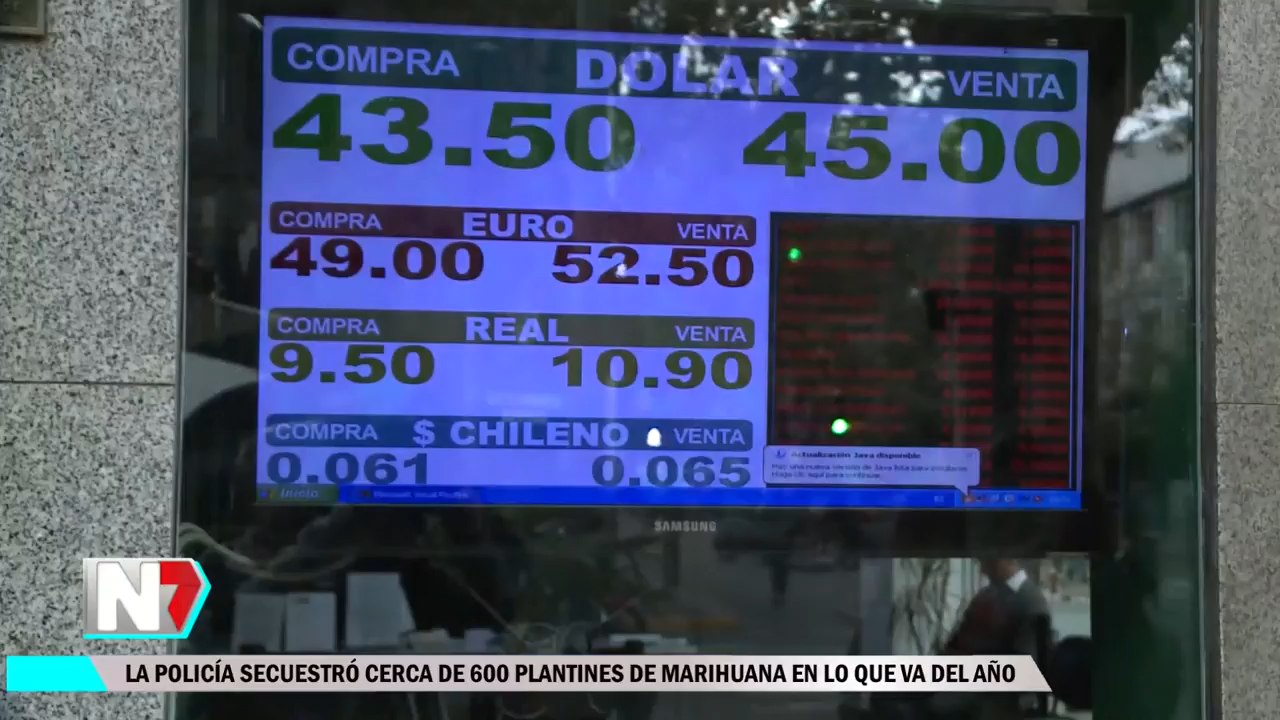 COMPRA DOLAR VENTA
43.50 45.00
COMPRA EURO VENTA
49.00 52.50
COMPRA REAL VENTA
9.50 10.90
COMPRA $ CHILENO VENTA
0.061 0.065
Actualización Java disponible
Inicio
SAMSUNG
N7
LA POLICÍA SECUESTRÓ CERCA DE 600 PLANTINES DE MARIHUANA EN LO QUE VA DEL AÑO